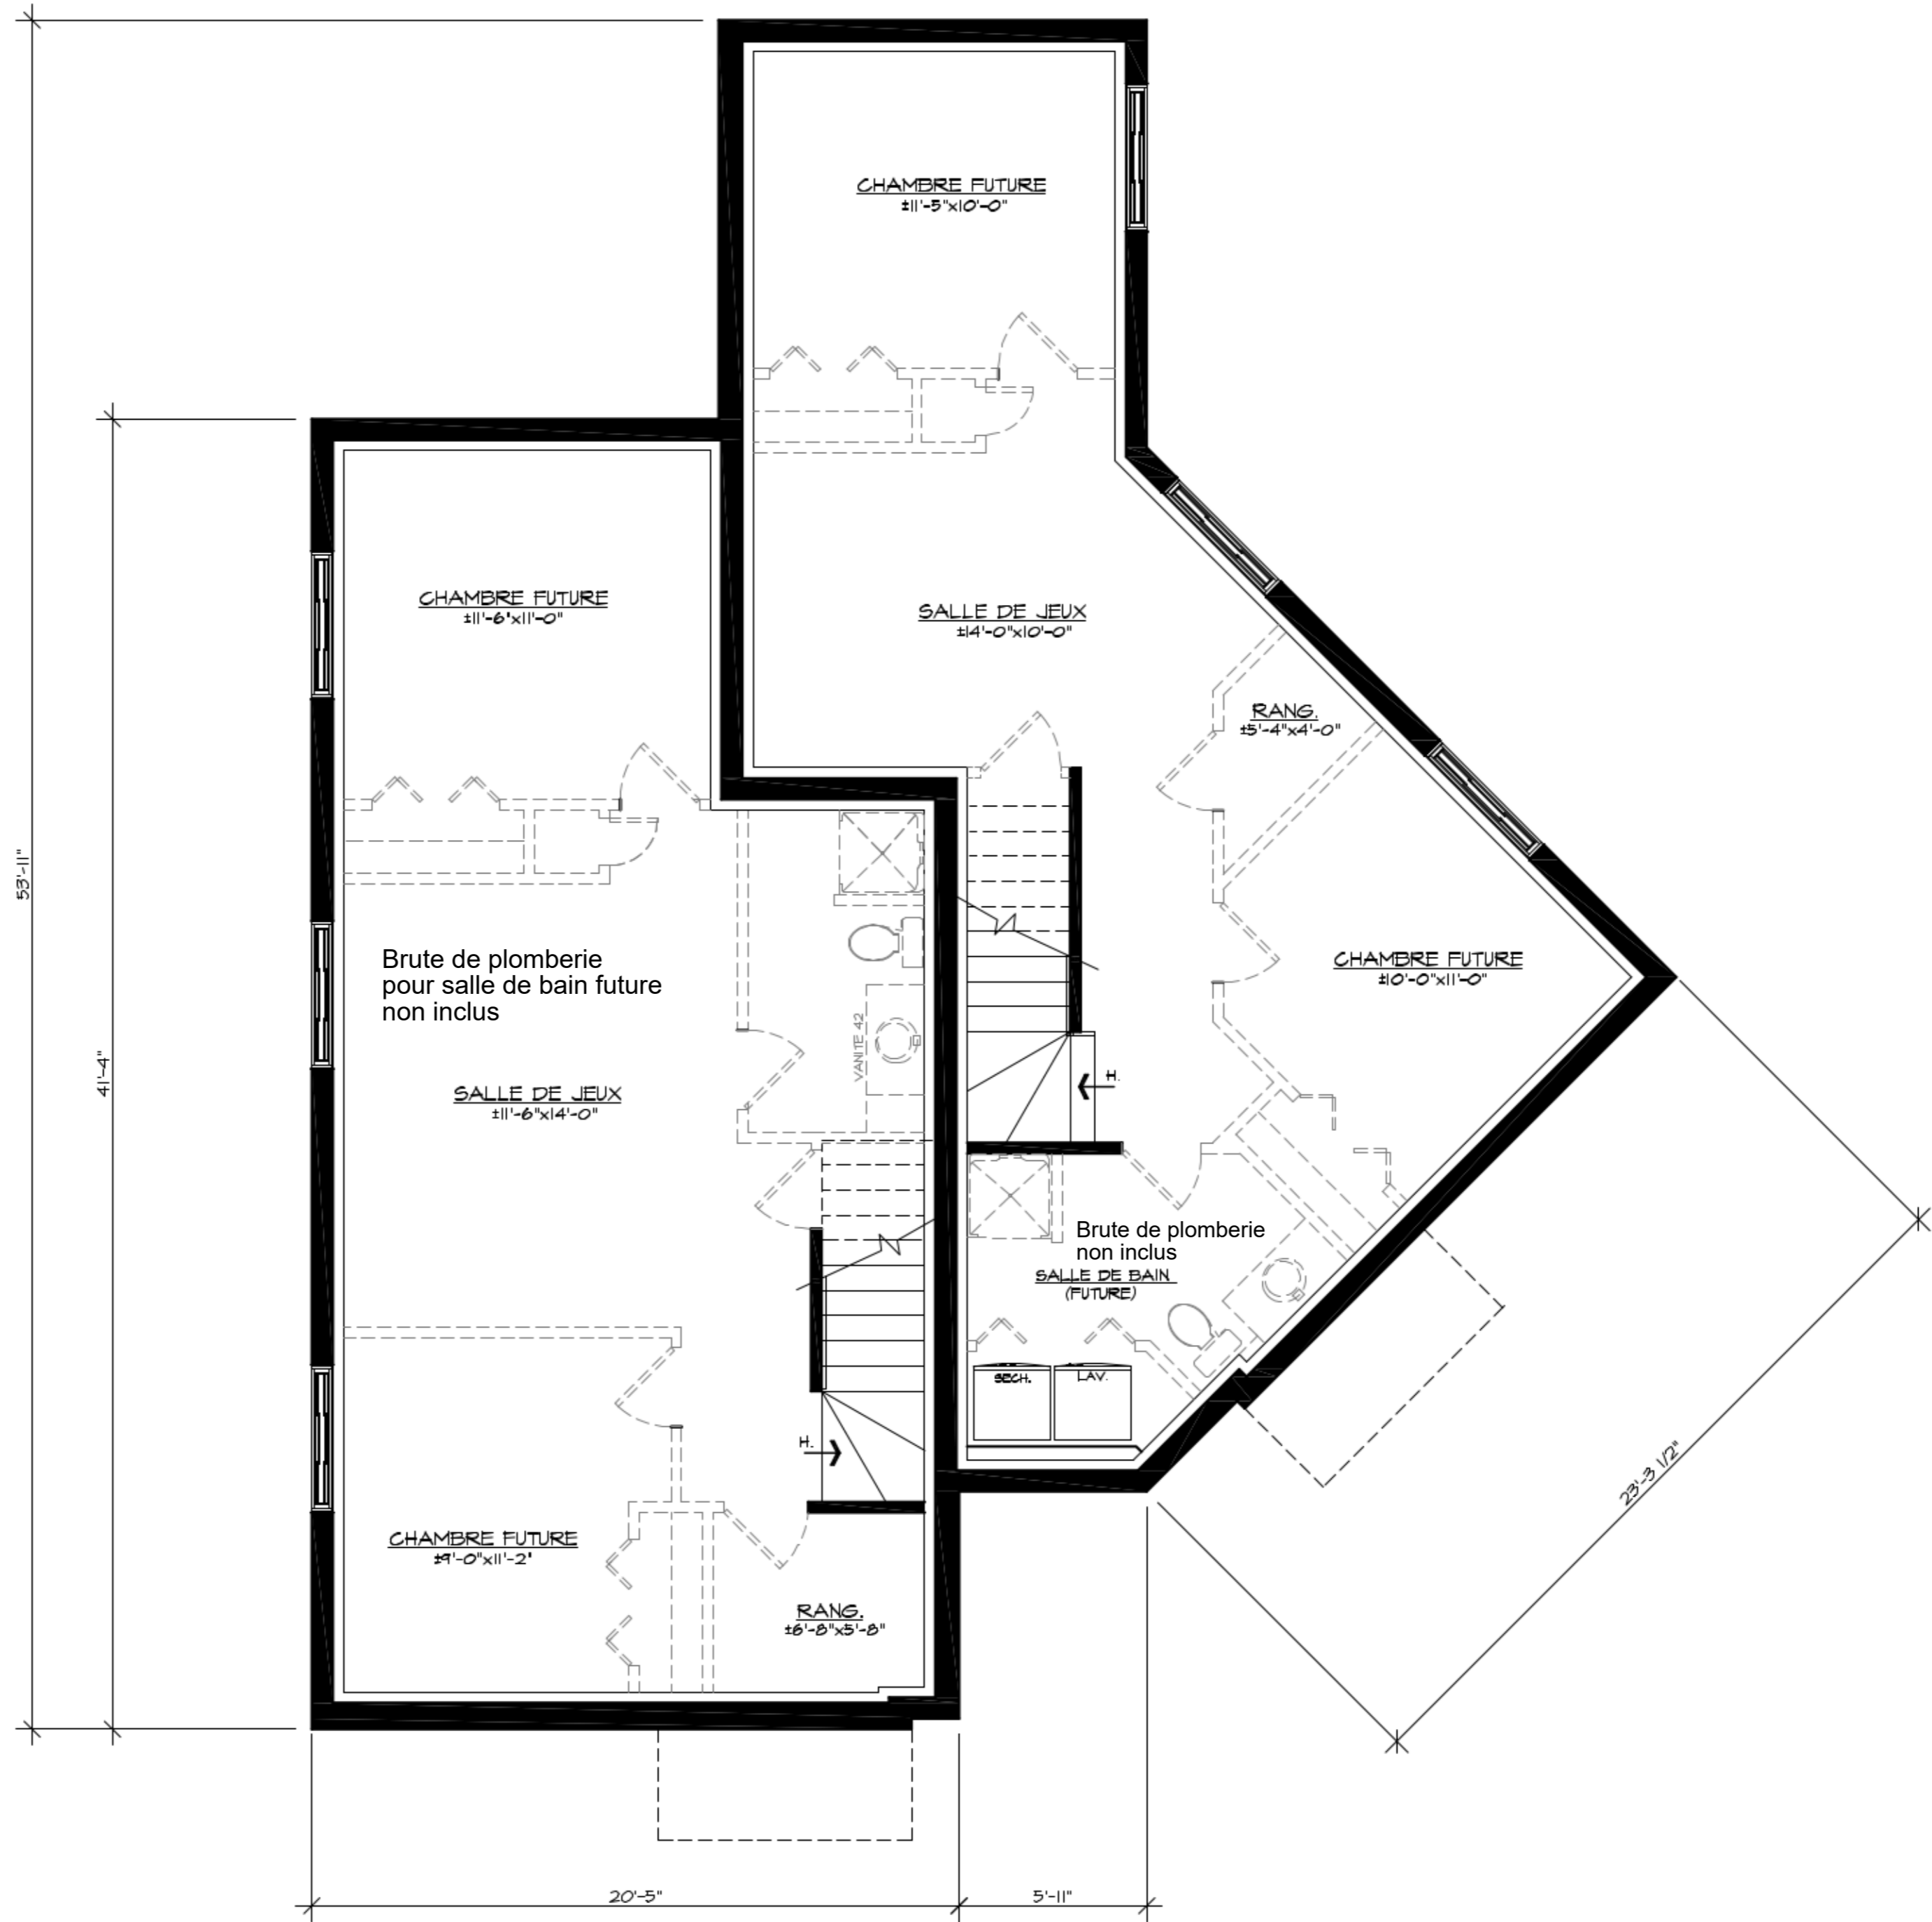 CHAMBRE FUTURE
±11'-5"x10'-0"
CHAMBRE FUTURE
±11'-6"x11'-0"
SALLE DE JEUX
±14'-0"x10'-0"
RANG.
±5'-4"x4'-0"
53'-11"
Brute de plomberie
pour salle de bain future
non inclus
CHAMBRE FUTURE
±10'-0"x11'-0"
VANITE 42
41'-4"
SALLE DE JEUX
±11'-6"x14'-0"
H.
Brute de plomberie
non inclus
SALLE DE BAIN
(FUTURE)
SECH.
LAV.
H.
23'-3 1/2"
CHAMBRE FUTURE
±9'-0"x11'-2"
RANG.
±6'-8"x5'-8"
20'-5"
5'-11"